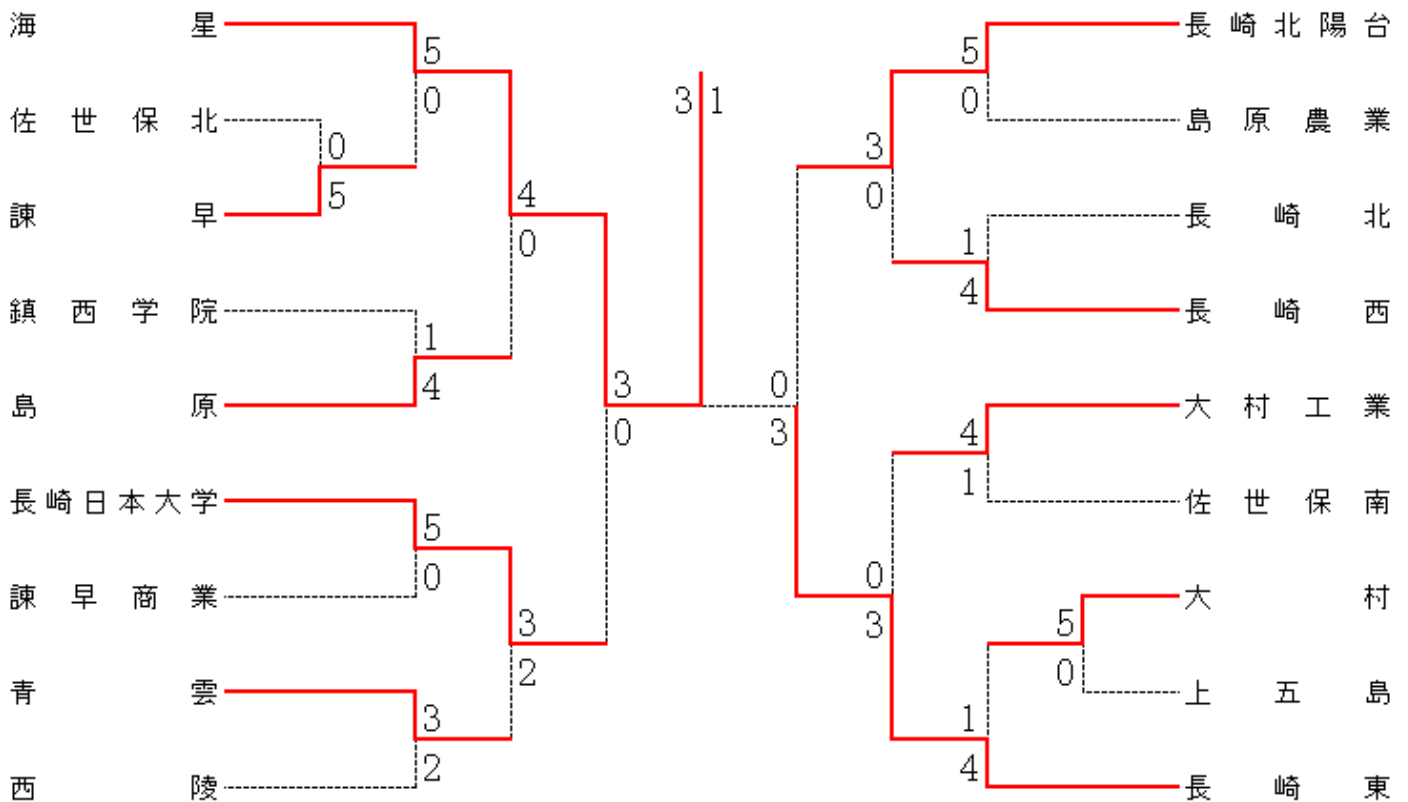 海星
長崎北陽台
5
5
3 1
0
0
佐世保北
島原農業
0
3
5
0
4
諫早
長崎北
0
1
4
鎮西学院
長崎西
1
4
3
0
島原
大村工業
0
3
4
1
長崎日本大学
佐世保南
5
0
0
諫早商業
大村
3
3
5
2
0
青雲
上五島
3
1
2
4
西陵
長崎東